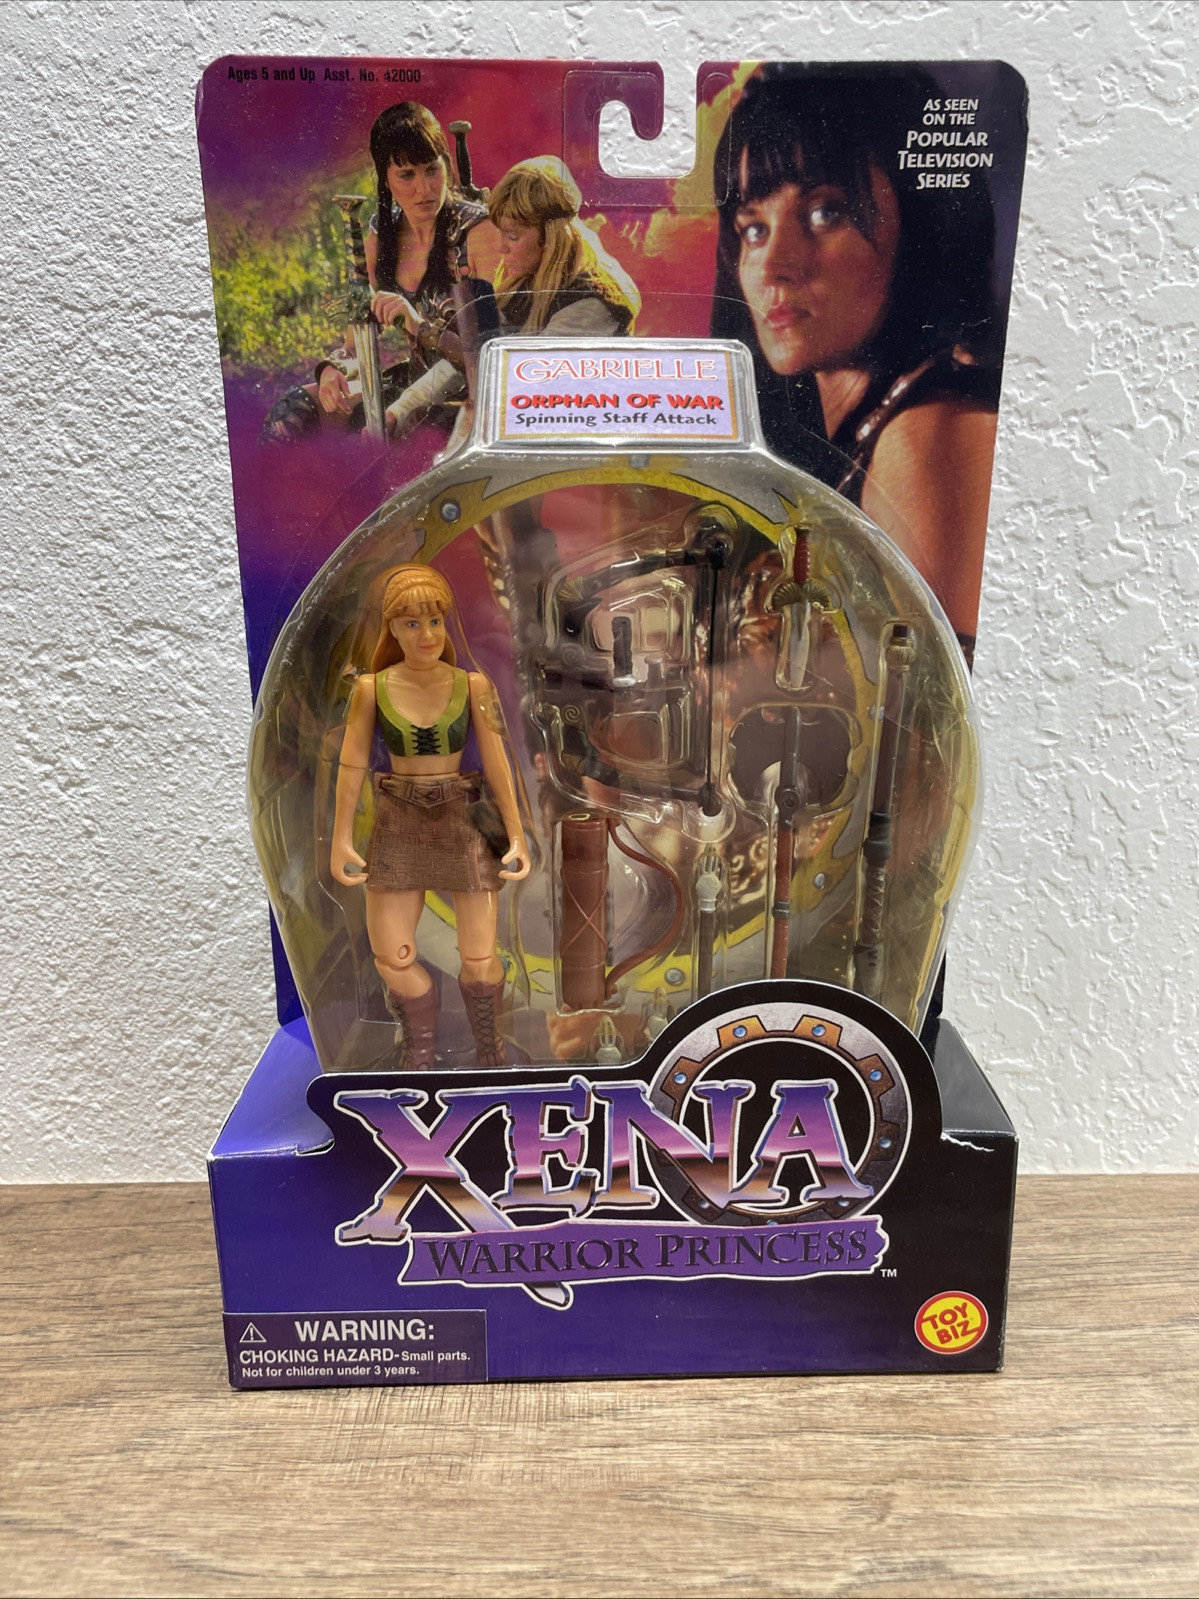 Ages 5 and Up Asst. No. 42000
AS SEEN
ON THE
POPULAR
TELEVISION
SERIES
GABRIELLE
ORPHAN OF WAR
Spinning Staff Attack
XENA
WARRIOR PRINCESS
TM
TOY
BIZ
WARNING:
CHOKING HAZARD-Small parts.
Not for children under 3 years.